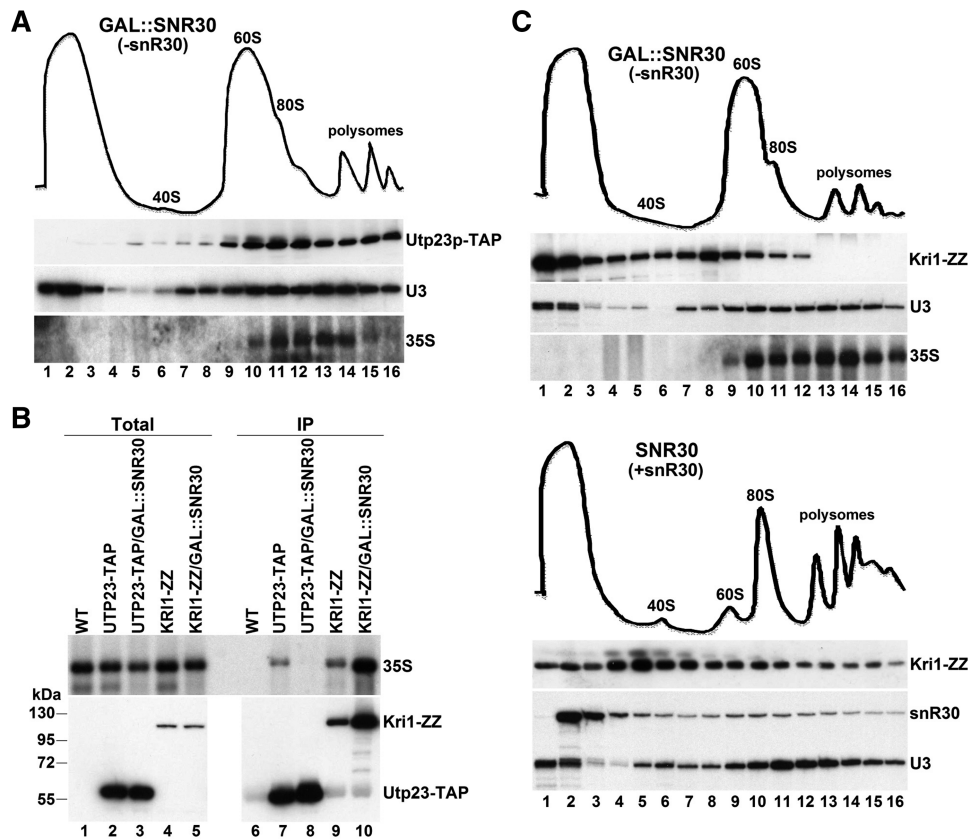 A
GAL::SNR30
(-snR30)
60S
80S
polysomes
40S
Utp23p-TAP
U3
35S
1 2 3 4 5 6 7 8 9 10 11 12 13 14 15 16
B
Total
IP
WT
UTP23-TAP
UTP23-TAP/GAL::SNR30
KRI1-ZZ
KRI1-ZZ/GAL::SNR30
WT
UTP23-TAP
UTP23-TAP/GAL::SNR30
KRI1-ZZ
KRI1-ZZ/GAL::SNR30
35S
kDa
130
95
72
55
Kri1-ZZ
Utp23-TAP
1 2 3 4 5 6 7 8 9 10
C
GAL::SNR30
(-snR30)
60S
80S
polysomes
40S
Kri1-ZZ
U3
35S
1 2 3 4 5 6 7 8 9 10 11 12 13 14 15 16
SNR30
(+snR30)
80S
polysomes
40S
60S
Kri1-ZZ
snR30
U3
1 2 3 4 5 6 7 8 9 10 11 12 13 14 15 16